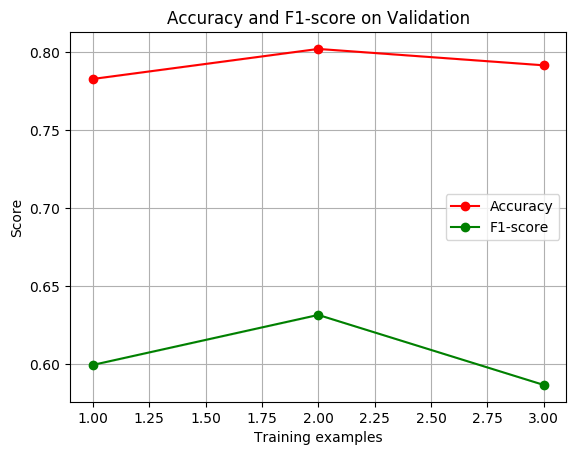 Accuracy and F1-score on Validation
0.80
0.75
0.70
0.65
0.60
Score
Accuracy
F1-score
1.00 1.25 1.50 1.75 2.00 2.25 2.50 2.75 3.00
Training examples